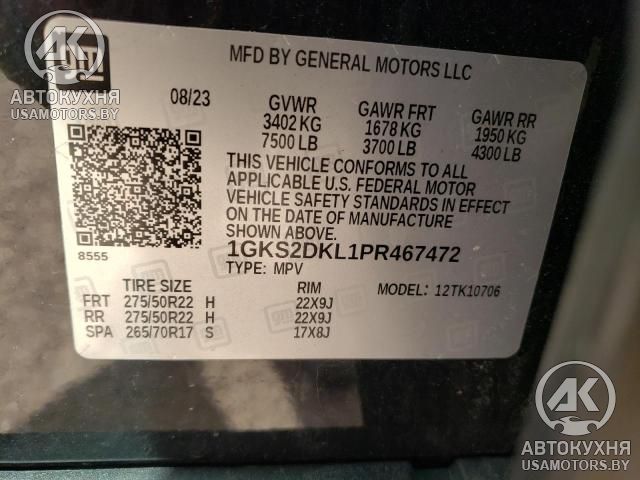 gm
MFD BY GENERAL MOTORS LLC
АК
АВТОКУХНЯ
USAMOTORS.BY
08/23 GVWR GAWR FRT GAWR RR
3402 KG 1678 KG 1950 KG
7500 LB 3700 LB 4300 LB
THIS VEHICLE CONFORMS TO ALL
APPLICABLE U.S. FEDERAL MOTOR
VEHICLE SAFETY STANDARDS IN EFFECT
ON THE DATE OF MANUFACTURE
SHOWN ABOVE.
8555
1GKS2DKL1PR467472
TYPE: MPV
TIRE SIZE RIM MODEL: 12TK10706
FRT 275/50R22 H 22X9J
RR 275/50R22 H 22X9J
SPA 265/70R17 S 17X8J
АК
АВТОКУХНЯ
USAMOTORS.BY